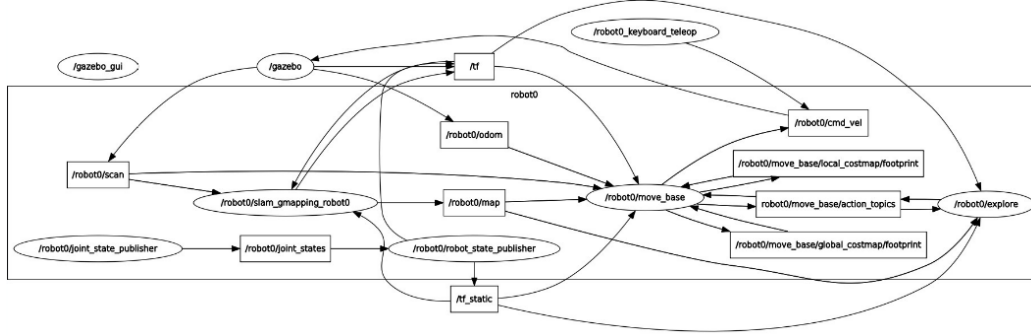 /robot0_keyboard_teleop
/gazebo_gui
/gazebo
/tf
robot0
/robot0/cmd_vel
/robot0/odom
/robot0/move_base/local_costmap/footprint
/robot0/scan
/robot0/slam_gmapping_robot0
/robot0/map
/robot0/move_base
robot0/move_base/action_topics
/robot0/explore
/robot0/joint_state_publisher
/robot0/joint_states
/robot0/robot_state_publisher
/robot0/move_base/global_costmap/footprint
/tf_static